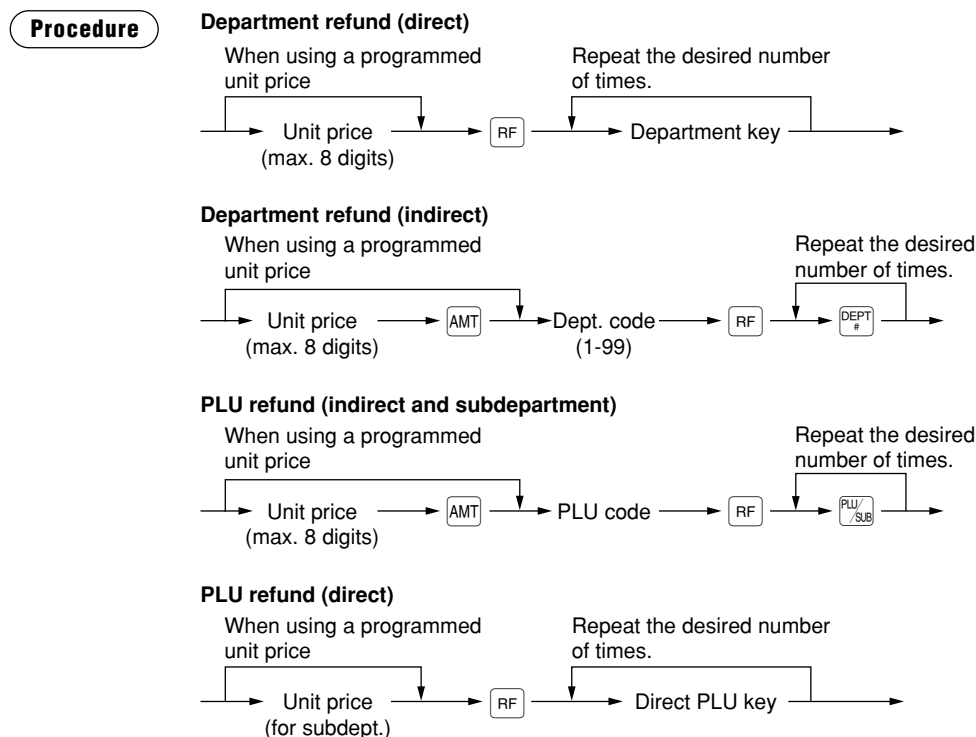 Procedure
Department refund (direct)
When using a programmed
unit price
Repeat the desired number
of times.
Unit price
(max. 8 digits)
RF
Department key
Department refund (indirect)
When using a programmed
unit price
Repeat the desired
number of times.
Unit price
(max. 8 digits)
AMT
Dept. code
(1-99)
RF
DEPT
#
PLU refund (indirect and subdepartment)
When using a programmed
unit price
Repeat the desired
number of times.
Unit price
(max. 8 digits)
AMT
PLU code
RF
PLU/
SUB
PLU refund (direct)
When using a programmed
unit price
Repeat the desired number
of times.
Unit price
(for subdept.)
RF
Direct PLU key